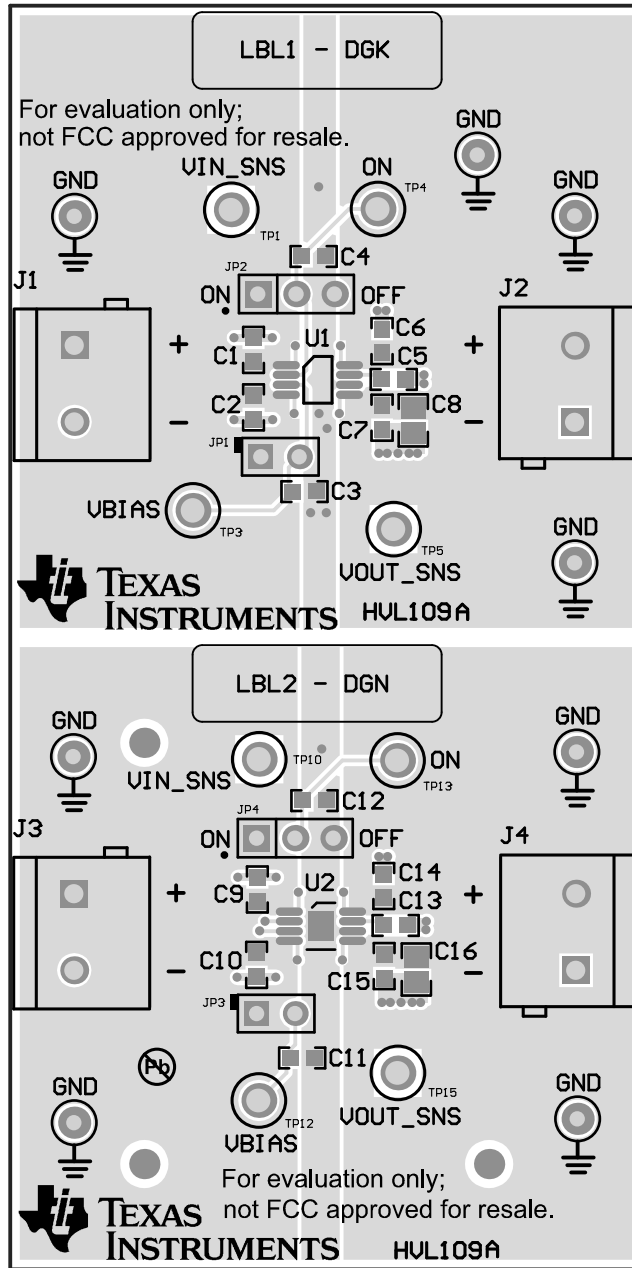 LBL1 - DGK
For evaluation only;
not FCC approved for resale.
GND
VIN_SNS
ON
GND
GND
TP4
TP1
C4
J1
JP2
J2
ON
OFF
U1
C6
+
C1
C5
+
C2
C8
-
C7
-
JP1
C3
VBIAS
TP3
TP5
GND
VOUT_SNS
TEXAS
INSTRUMENTS
HVL109A
LBL2 - DGN
GND
GND
TP10
ON
VIN_SNS
TP13
C12
J3
JP4
J4
ON
OFF
U2
C14
+
C9
C13
+
C10
C16
-
C15
-
JP3
C11
Pb
GND
GND
TP12
TP15
VBIAS
VOUT_SNS
For evaluation only;
not FCC approved for resale.
TEXAS
INSTRUMENTS
HVL109A